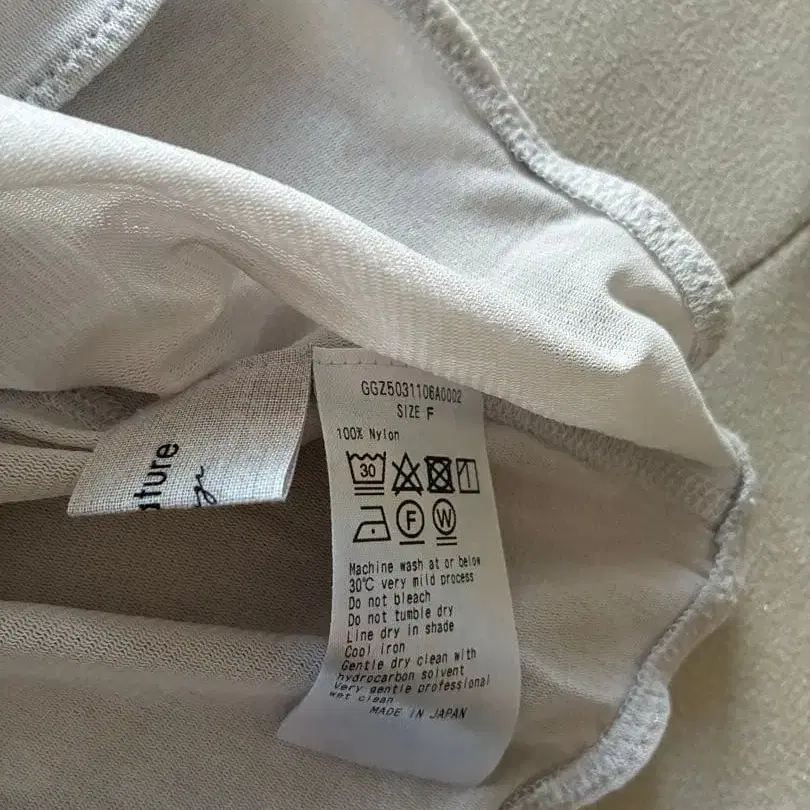 GGZ5031106A0002
SIZE F
100% Nylon
30
F W
Machine wash at or below
30℃ very mild process
Do not bleach
Do not tumble dry
Line dry in shade
Cool iron
Gentle dry clean with
hydrocarbon solvent
Very gentle professional
wet clean
MADE IN JAPAN
ature